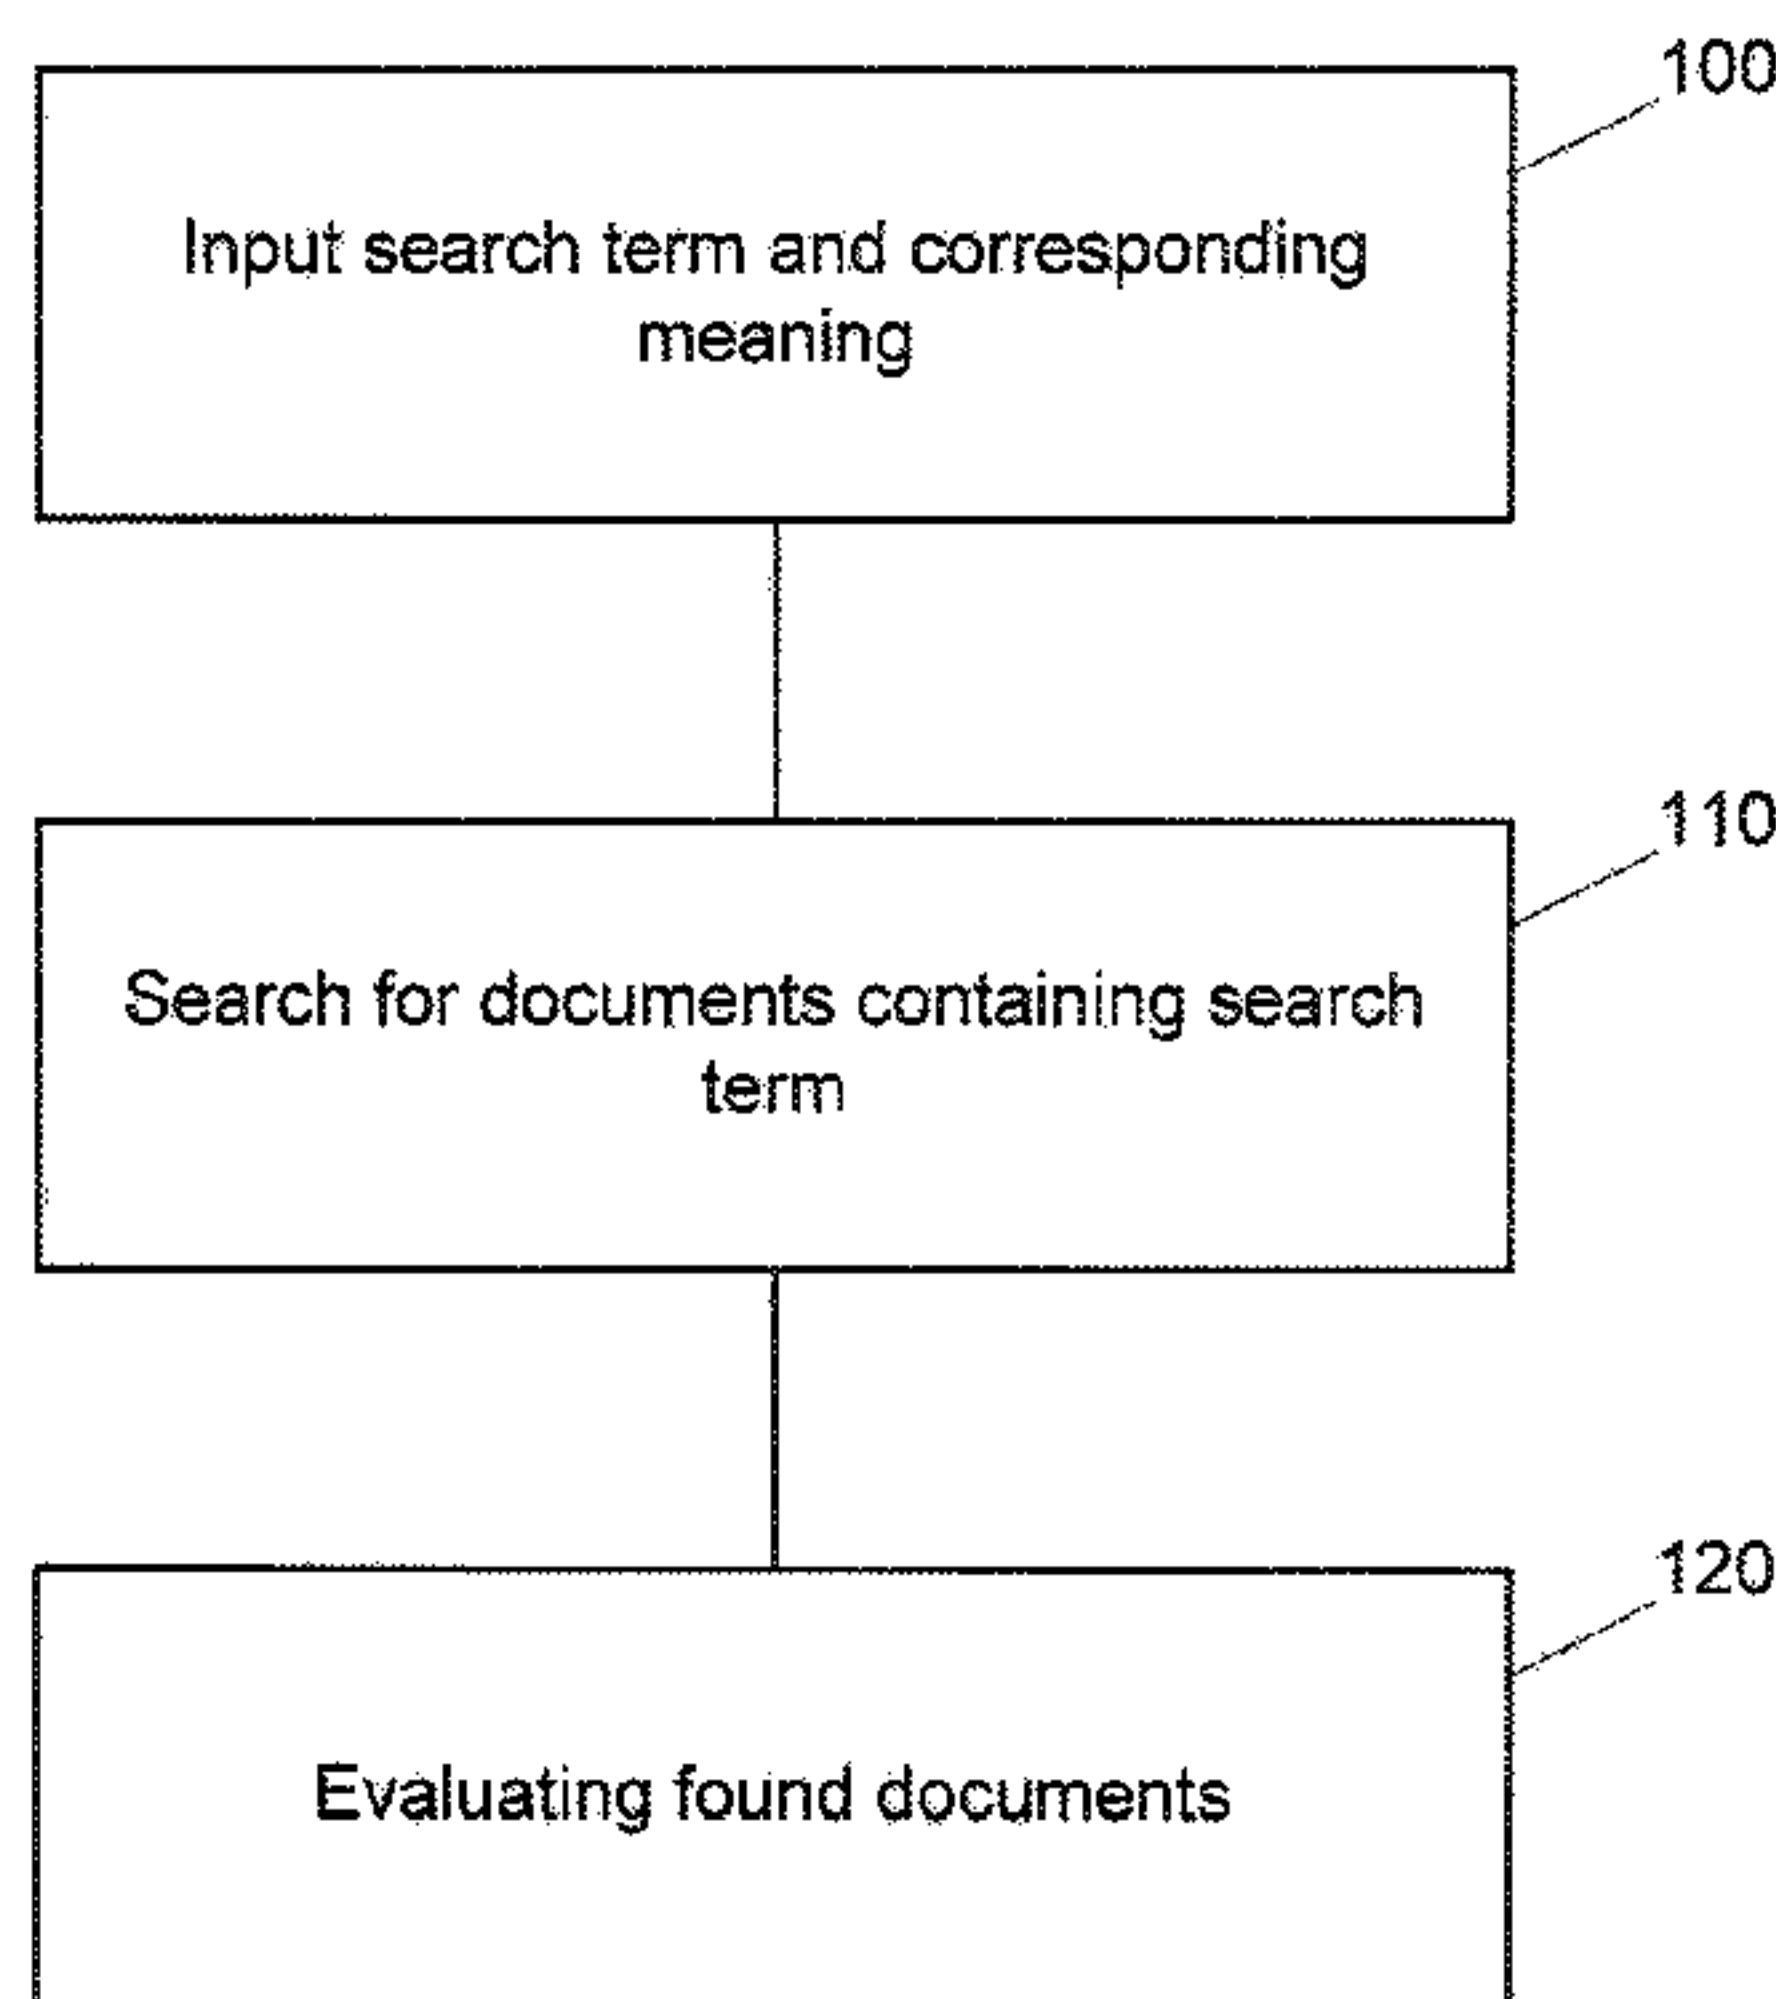 100
Input search term and corresponding
meaning
110
Search for documents containing search
term
120
Evaluating found documents